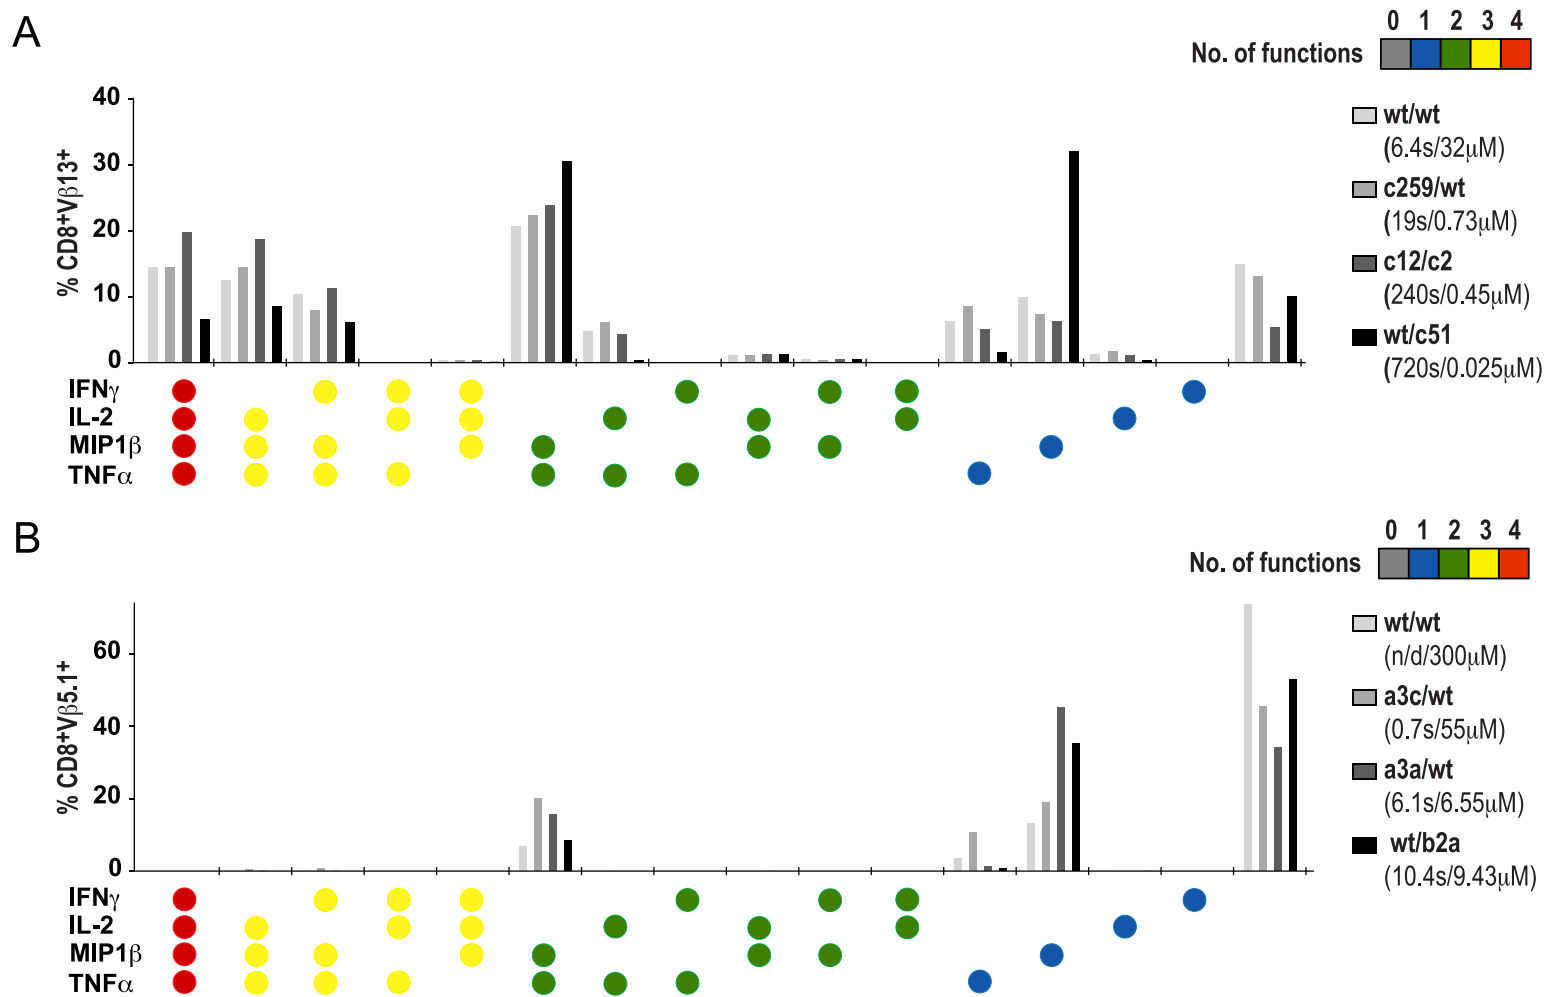 A
0 1 2 3 4
No. of functions
40
30
20
10
0
% CD8+Vβ13+
wt/wt
(6.4s/32μM)
c259/wt
(19s/0.73μM)
c12/c2
(240s/0.45μM)
wt/c51
(720s/0.025μM)
IFNγ
IL-2
MIP1β
TNFα
B
0 1 2 3 4
No. of functions
60
40
20
0
% CD8+Vβ5.1+
wt/wt
(n/d/300μM)
a3c/wt
(0.7s/55μM)
a3a/wt
(6.1s/6.55μM)
wt/b2a
(10.4s/9.43μM)
IFNγ
IL-2
MIP1β
TNFα